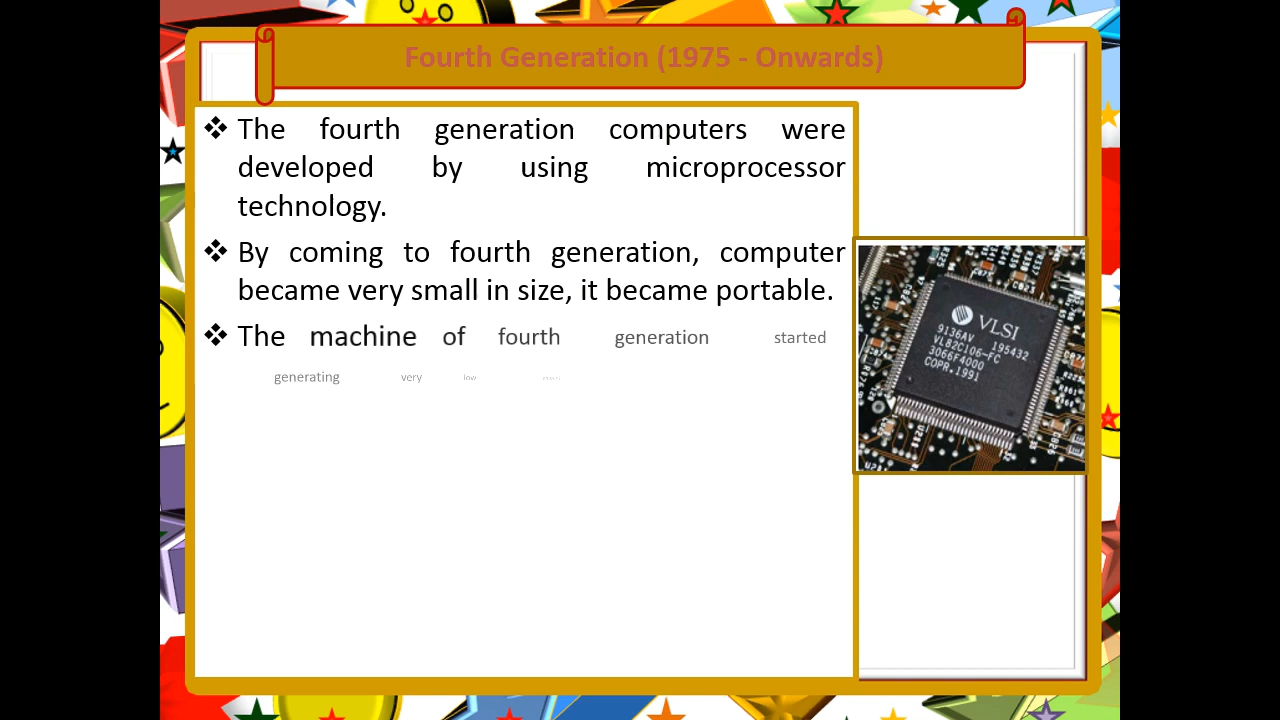 Fourth Generation (1975 - Onwards)
❖ The fourth generation computers were
developed by using microprocessor
technology.
❖ By coming to fourth generation, computer
became very small in size, it became portable.
❖ The machine of fourth generation started
generating very low
VLSI
9136AV 195432
VL82C106-FC
3066F4000
COPR.1991